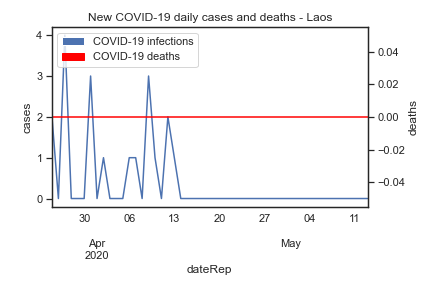 New COVID-19 daily cases and deaths - Laos
COVID-19 infections
COVID-19 deaths
4
3
2
1
0
cases
0.04
0.02
0.00
−0.02
−0.04
deaths
30 06 13 20 27 04 11
Apr May
2020
dateRep